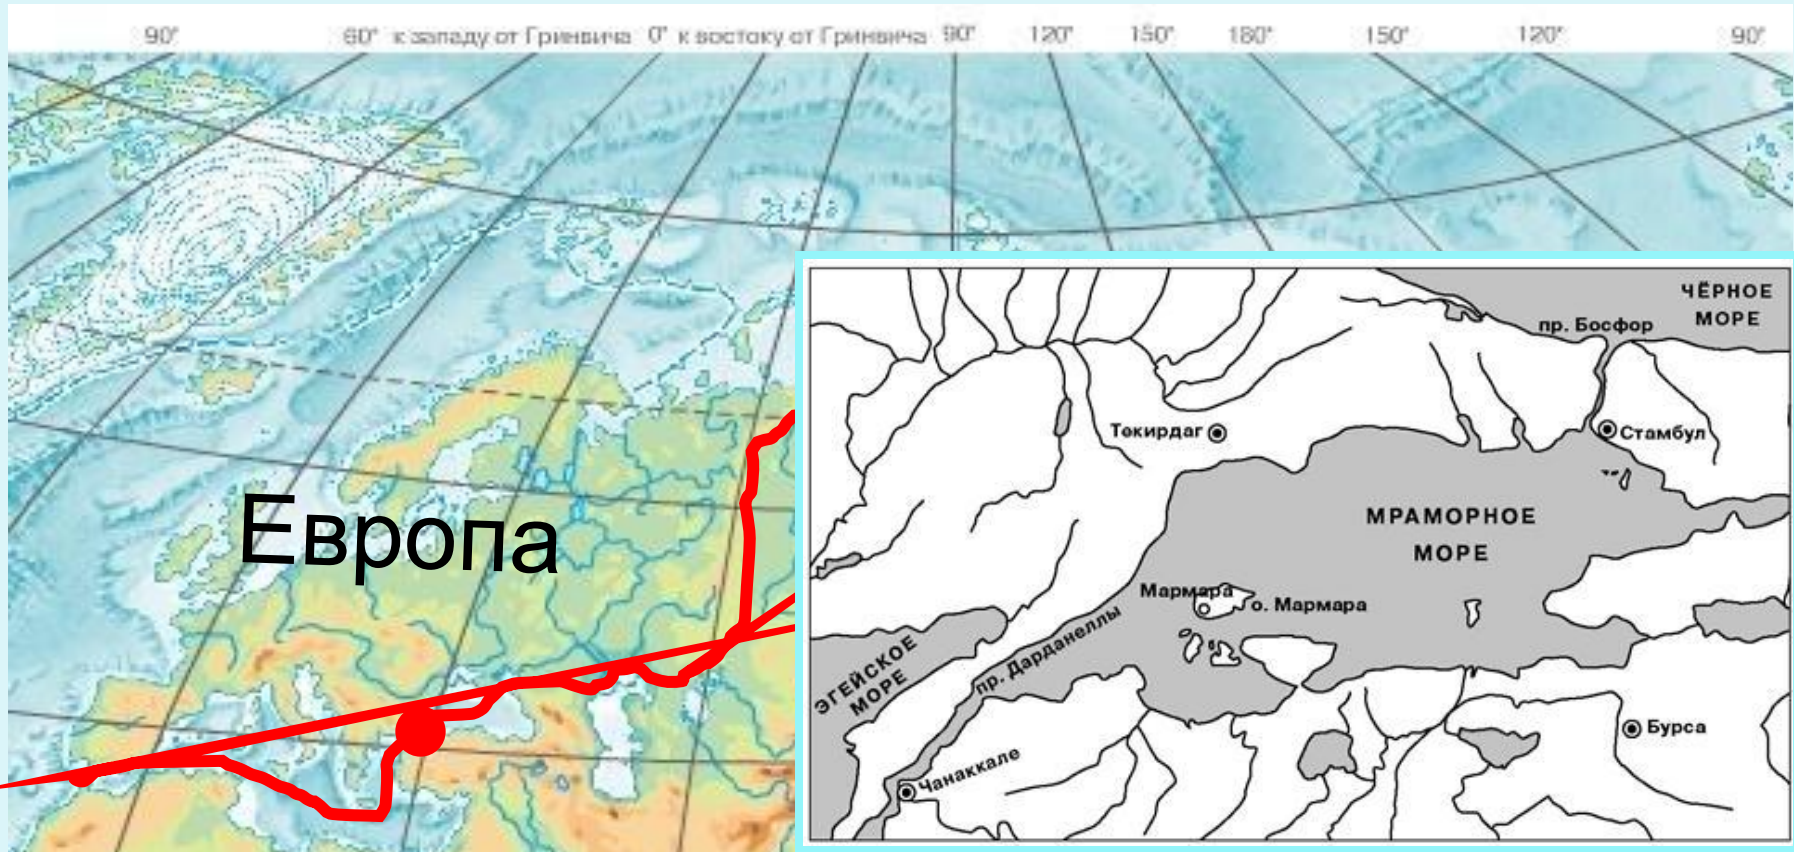 90° 60° к западу от Гринвича 0° к востоку от Гринвича 90° 120° 150° 180° 150° 120° 90°
Европа
ЧЁРНОЕ
МОРЕ
пр. Босфор
Текирдаг
Стамбул
МРАМОРНОЕ
МОРЕ
Мармара
о. Мармара
пр. Дарданеллы
ЭГЕЙСКОЕ
МОРЕ
Бурса
Чанаккале